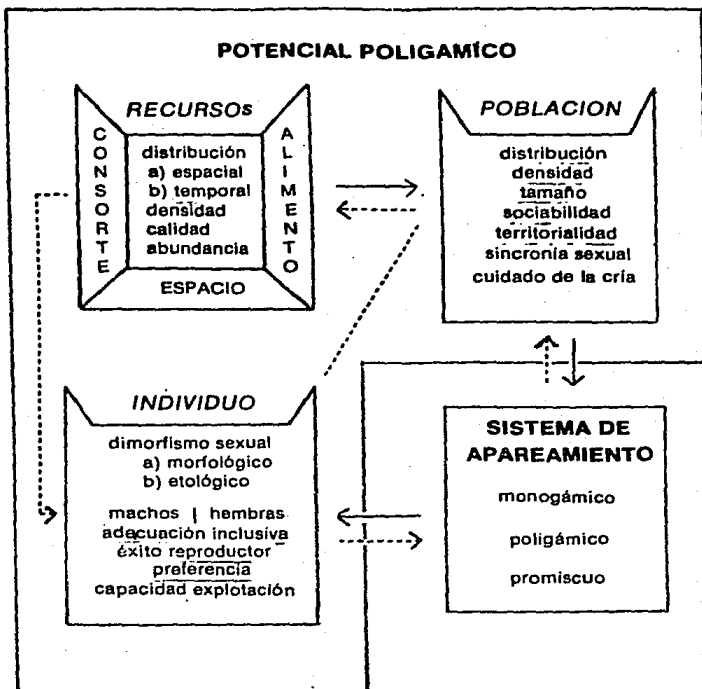 POTENCIAL POLIGAMÍCO
RECURSOs
CONSORTE
distribución
a) espacial
b) temporal
densidad
calidad
abundancia
ALIMENTO
ESPACIO
POBLACION
distribución
densidad
tamaño
sociabilidad
territorialidad
sincronía sexual
cuidado de la cría
INDIVIDUO
dimorfismo sexual
a) morfológico
b) etológico
machos | hembras
adecuación inclusiva
éxito reproductor
preferencia
capacidad explotación
SISTEMA DE
APAREAMIENTO
monogámico
poligámico
promiscuo